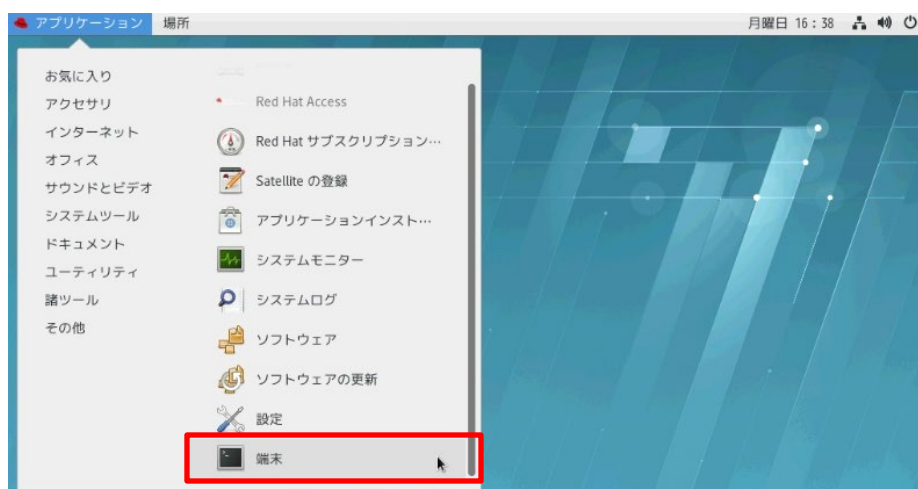 アプリケーション 場所 月曜日 16：38
お気に入り
アクセサリ
インターネット
オフィス
サウンドとビデオ
システムツール
ドキュメント
ユーティリティ
諸ツール
その他
Red Hat Access
Red Hat サブスクリプション…
Satellite の登録
アプリケーションインスト…
システムモニター
システムログ
ソフトウェア
ソフトウェアの更新
設定
端末